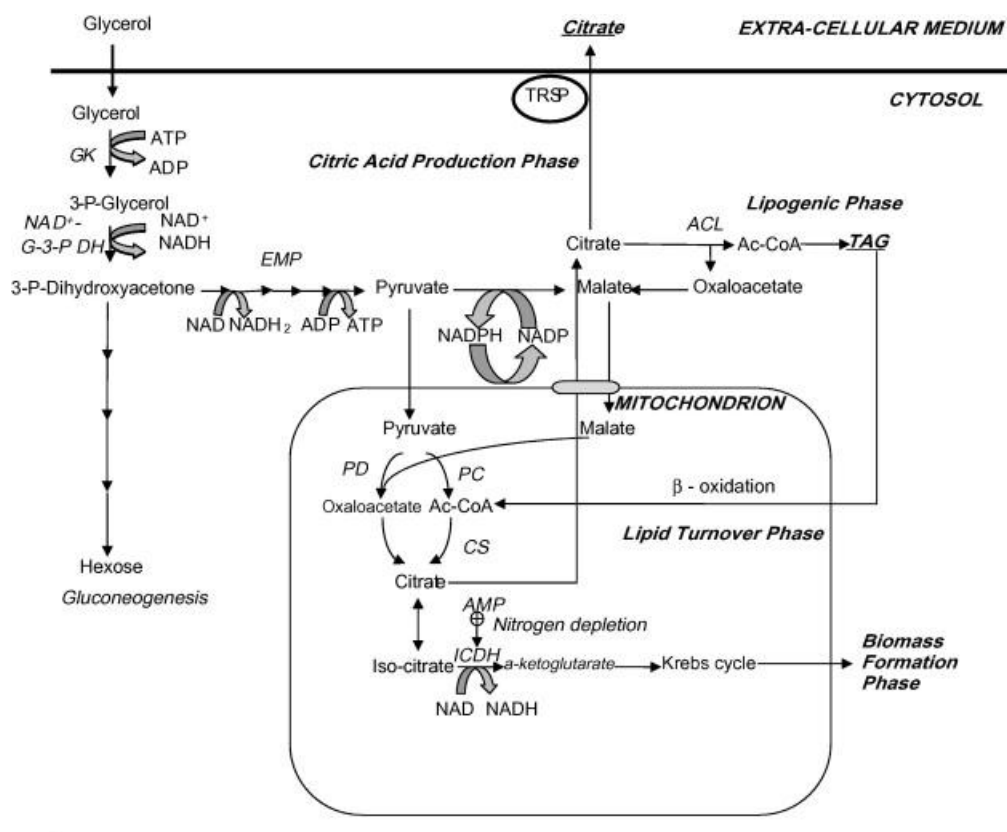 Glycerol
Citrate
EXTRA-CELLULAR MEDIUM
TRSP
CYTOSOL
Glycerol
GK
ATP
ADP
Citric Acid Production Phase
3-P-Glycerol
NAD+-
G-3-P DH
NAD+
NADH
Lipogenic Phase
ACL
Citrate
Ac-CoA
TAG
EMP
3-P-Dihydroxyacetone
Pyruvate
Malate
Oxaloacetate
NAD NADH2 ADP ATP
NADPH NADP
MITOCHONDRION
Pyruvate
Malate
PD
PC
β - oxidation
Oxaloacetate Ac-CoA
Lipid Turnover Phase
CS
Hexose
Gluconeogenesis
Citrate
AMP
Nitrogen depletion
Iso-citrate
ICDH
a-ketoglutarate
Krebs cycle
Biomass
Formation
Phase
NAD NADH